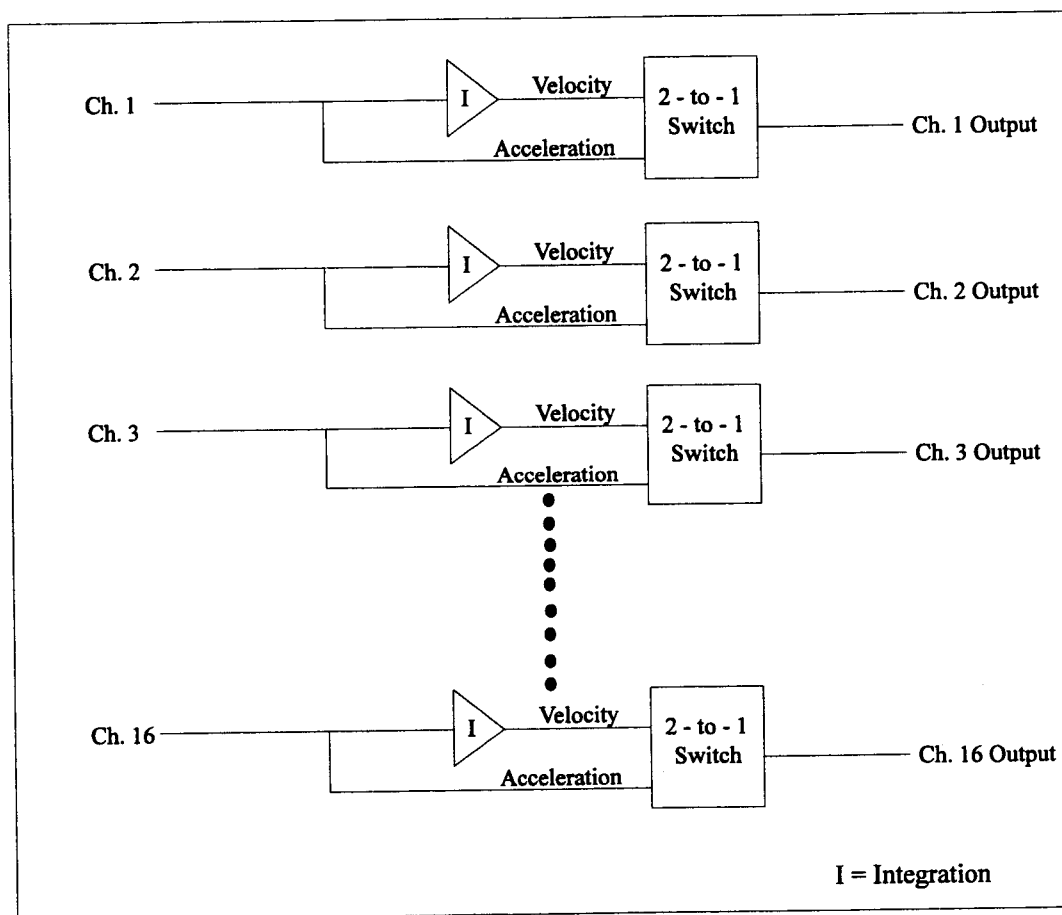 Ch. 1
Velocity
Acceleration
I
2 - to - 1
Switch
Ch. 1 Output
Ch. 2
Velocity
Acceleration
I
2 - to - 1
Switch
Ch. 2 Output
Ch. 3
Velocity
Acceleration
I
2 - to - 1
Switch
Ch. 3 Output
Ch. 16
Velocity
Acceleration
I
2 - to - 1
Switch
Ch. 16 Output
I = Integration